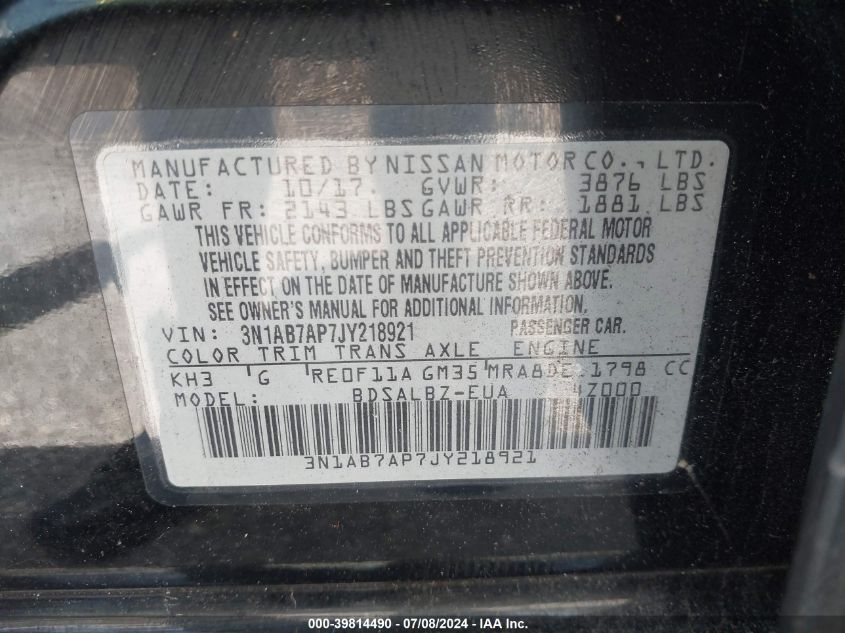 MANUFACTURED BY NISSAN MOTOR CO., LTD.
DATE: 10/17. GVWR: 3876 LBS
GAWR FR: 2143 LBS GAWR RR: 1881 LBS
THIS VEHICLE CONFORMS TO ALL APPLICABLE FEDERAL MOTOR
VEHICLE SAFETY, BUMPER AND THEFT PREVENTION STANDARDS
IN EFFECT ON THE DATE OF MANUFACTURE SHOWN ABOVE.
SEE OWNER'S MANUAL FOR ADDITIONAL INFORMATION.
VIN: 3N1AB7AP7JY218921 PASSENGER CAR.
COLOR TRIM TRANS AXLE ENGINE
KH3 G RE0F11A GM35 MRA8DE 1798 CC
MODEL: BDSALBZ-EUA 4Z000
3N1AB7AP7JY218921
000-39814490 - 07/08/2024 - IAA Inc.